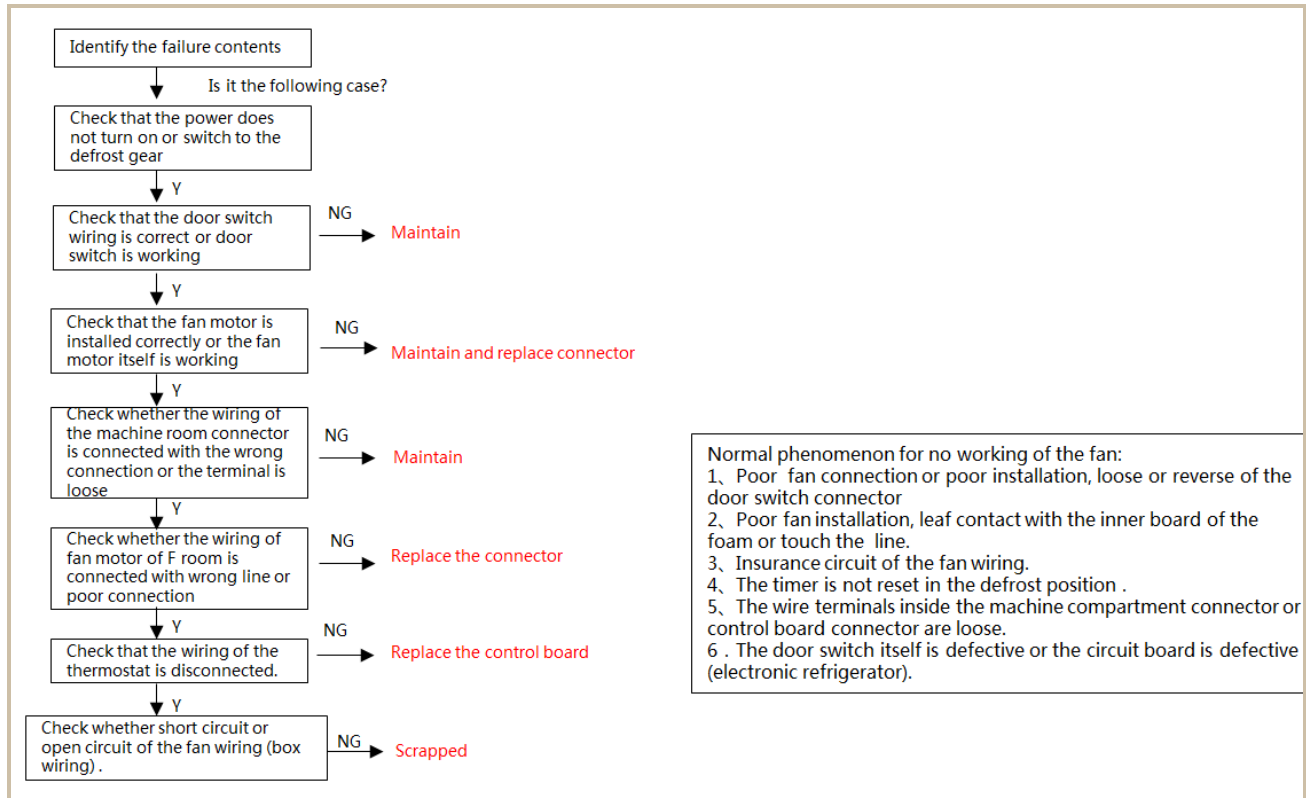 Identify the failure contents
Is it the following case?
Check that the power does
not turn on or switch to the
defrost gear
Y
Check that the door switch
wiring is correct or door
switch is working
NG
Maintain
Y
Check that the fan motor is
installed correctly or the fan
motor itself is working
NG
Maintain and replace connector
Y
Check whether the wiring of
the machine room connector
is connected with the wrong
connection or the terminal is
loose
NG
Maintain
Y
Check whether the wiring of
fan motor of F room is
connected with wrong line or
poor connection
NG
Replace the connector
Y
Check that the wiring of the
thermostat is disconnected.
NG
Replace the control board
Y
Check whether short circuit or
open circuit of the fan wiring (box
wiring) .
NG
Scrapped
Normal phenomenon for no working of the fan:
1、Poor fan connection or poor installation, loose or reverse of the
door switch connector
2、Poor fan installation, leaf contact with the inner board of the
foam or touch the line.
3、Insurance circuit of the fan wiring.
4、The timer is not reset in the defrost position .
5、The wire terminals inside the machine compartment connector or
control board connector are loose.
6 . The door switch itself is defective or the circuit board is defective
(electronic refrigerator).